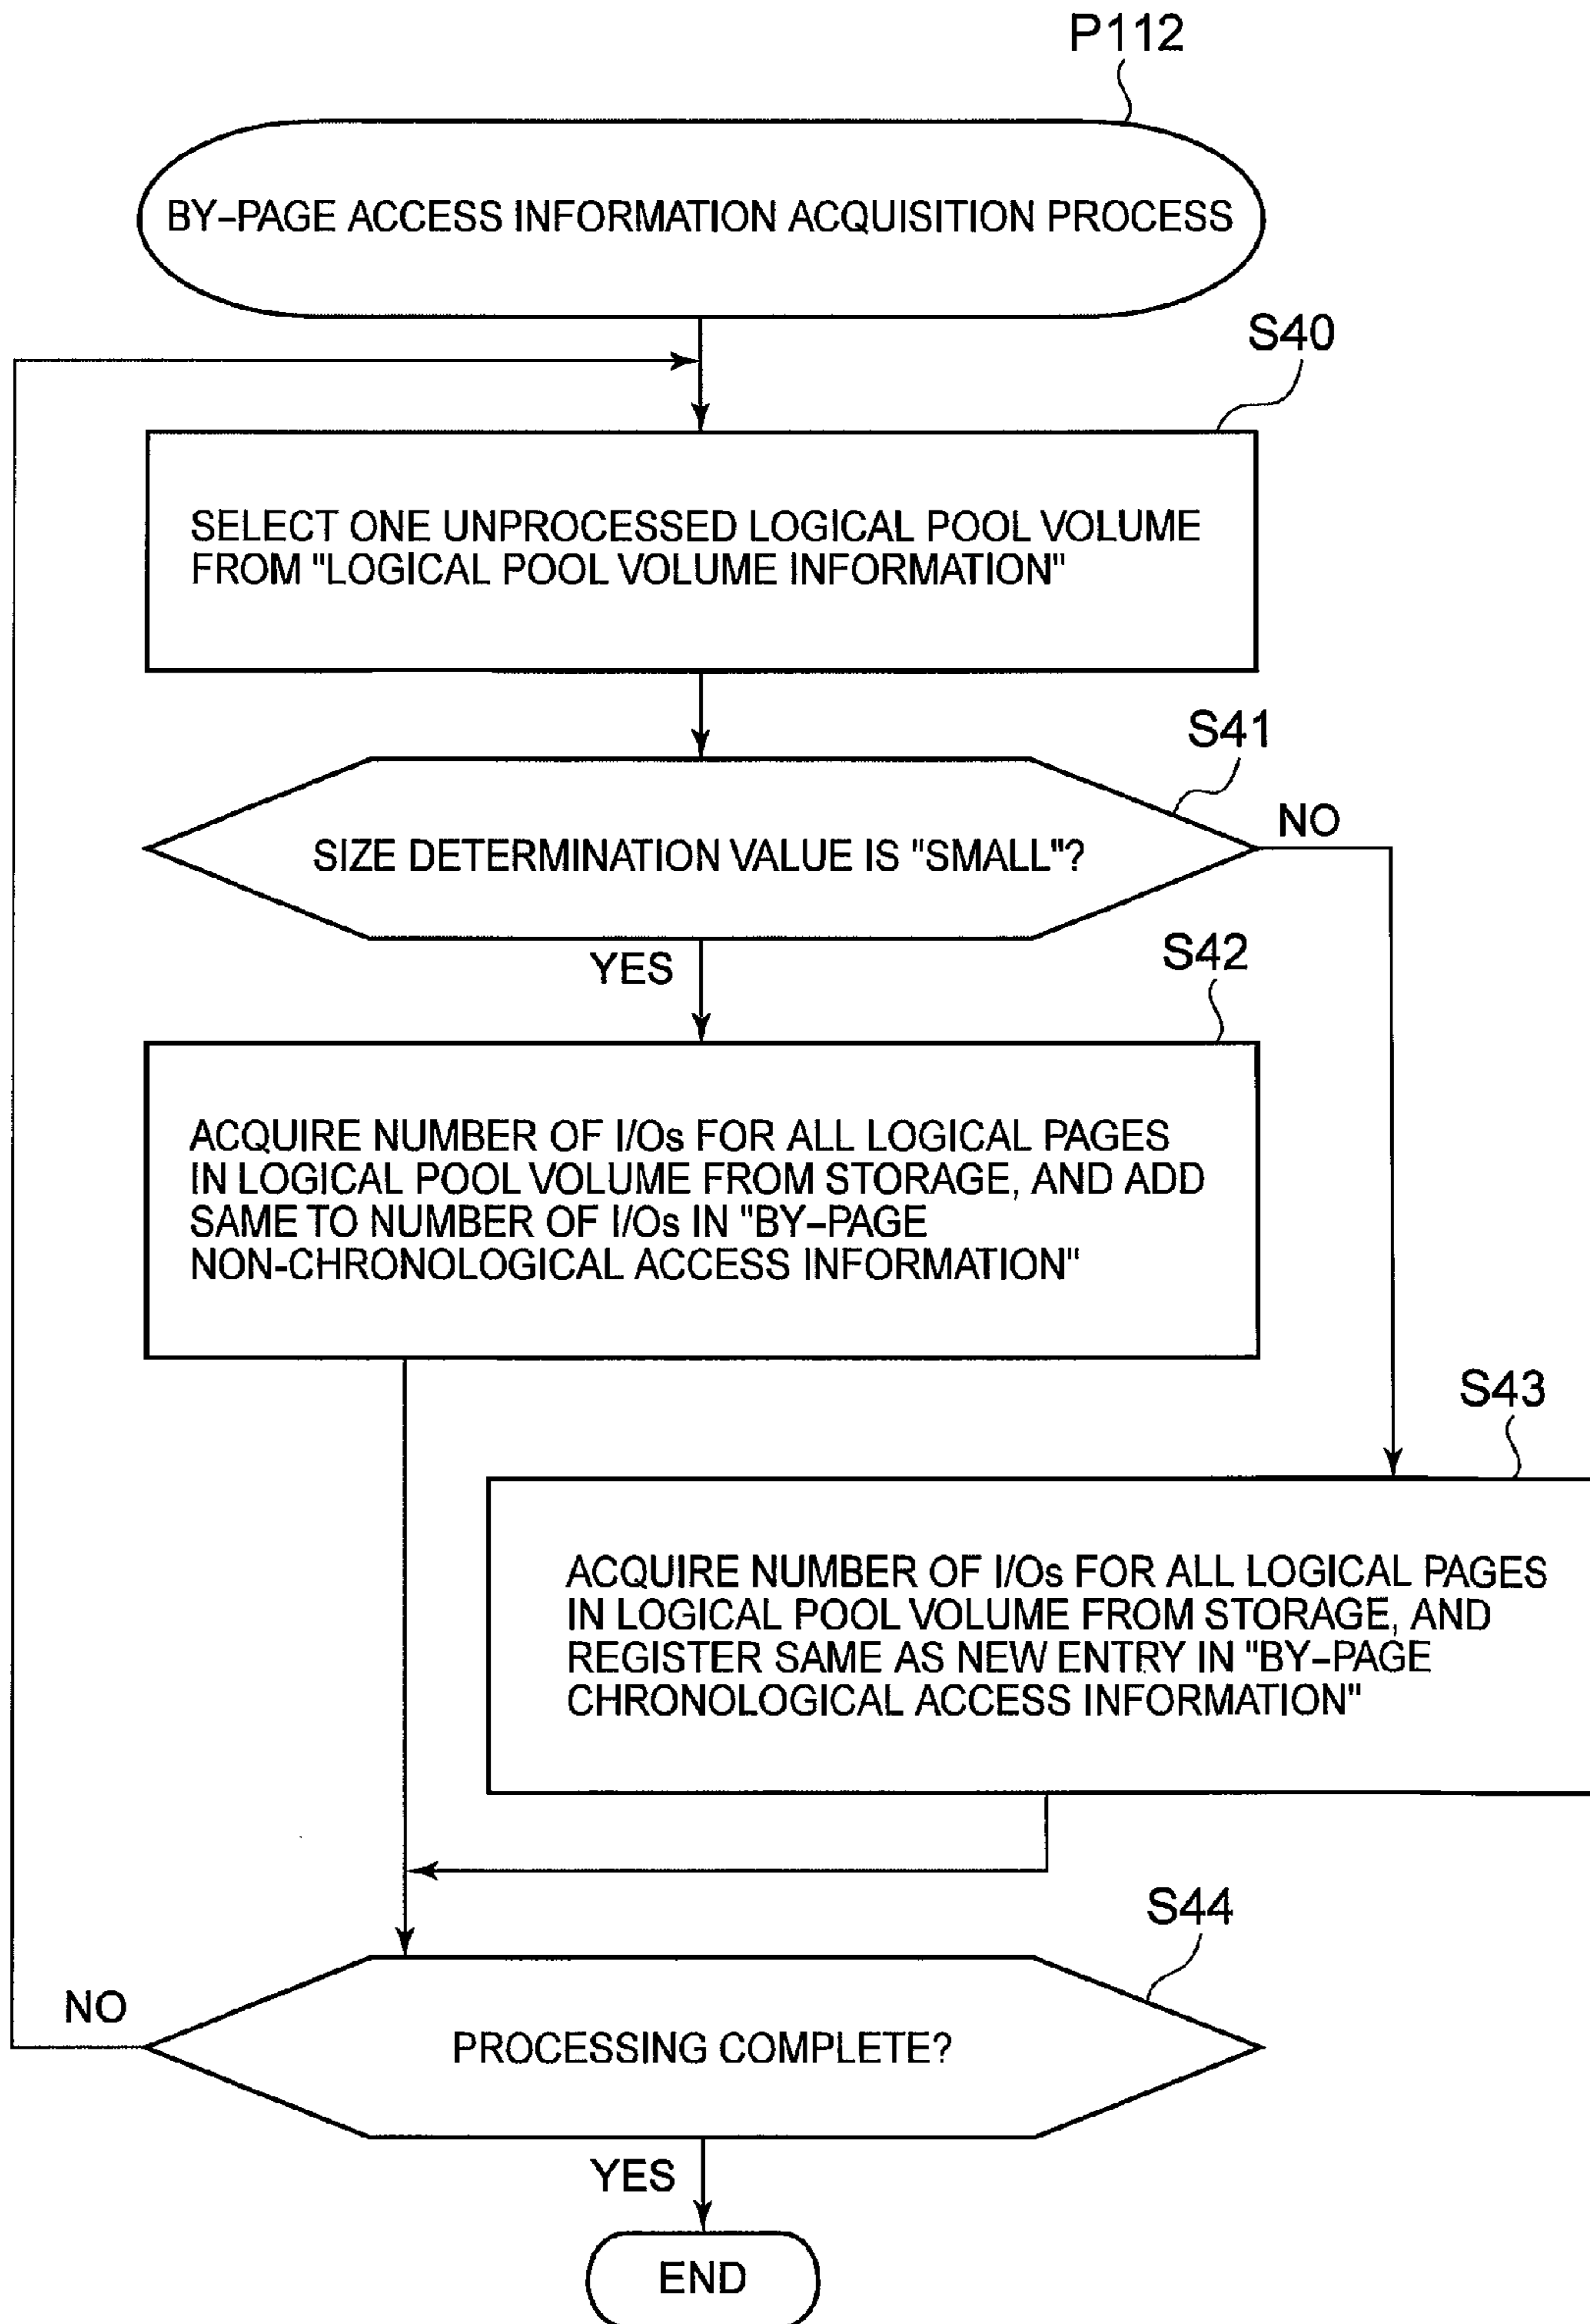 P112
BY-PAGE ACCESS INFORMATION ACQUISITION PROCESS
S40
SELECT ONE UNPROCESSED LOGICAL POOL VOLUME
FROM "LOGICAL POOL VOLUME INFORMATION"
S41
SIZE DETERMINATION VALUE IS "SMALL"?
NO
YES
S42
ACQUIRE NUMBER OF I/Os FOR ALL LOGICAL PAGES
IN LOGICAL POOL VOLUME FROM STORAGE, AND ADD
SAME TO NUMBER OF I/Os IN "BY-PAGE
NON-CHRONOLOGICAL ACCESS INFORMATION"
S43
ACQUIRE NUMBER OF I/Os FOR ALL LOGICAL PAGES
IN LOGICAL POOL VOLUME FROM STORAGE, AND
REGISTER SAME AS NEW ENTRY IN "BY-PAGE
CHRONOLOGICAL ACCESS INFORMATION"
S44
NO
PROCESSING COMPLETE?
YES
END